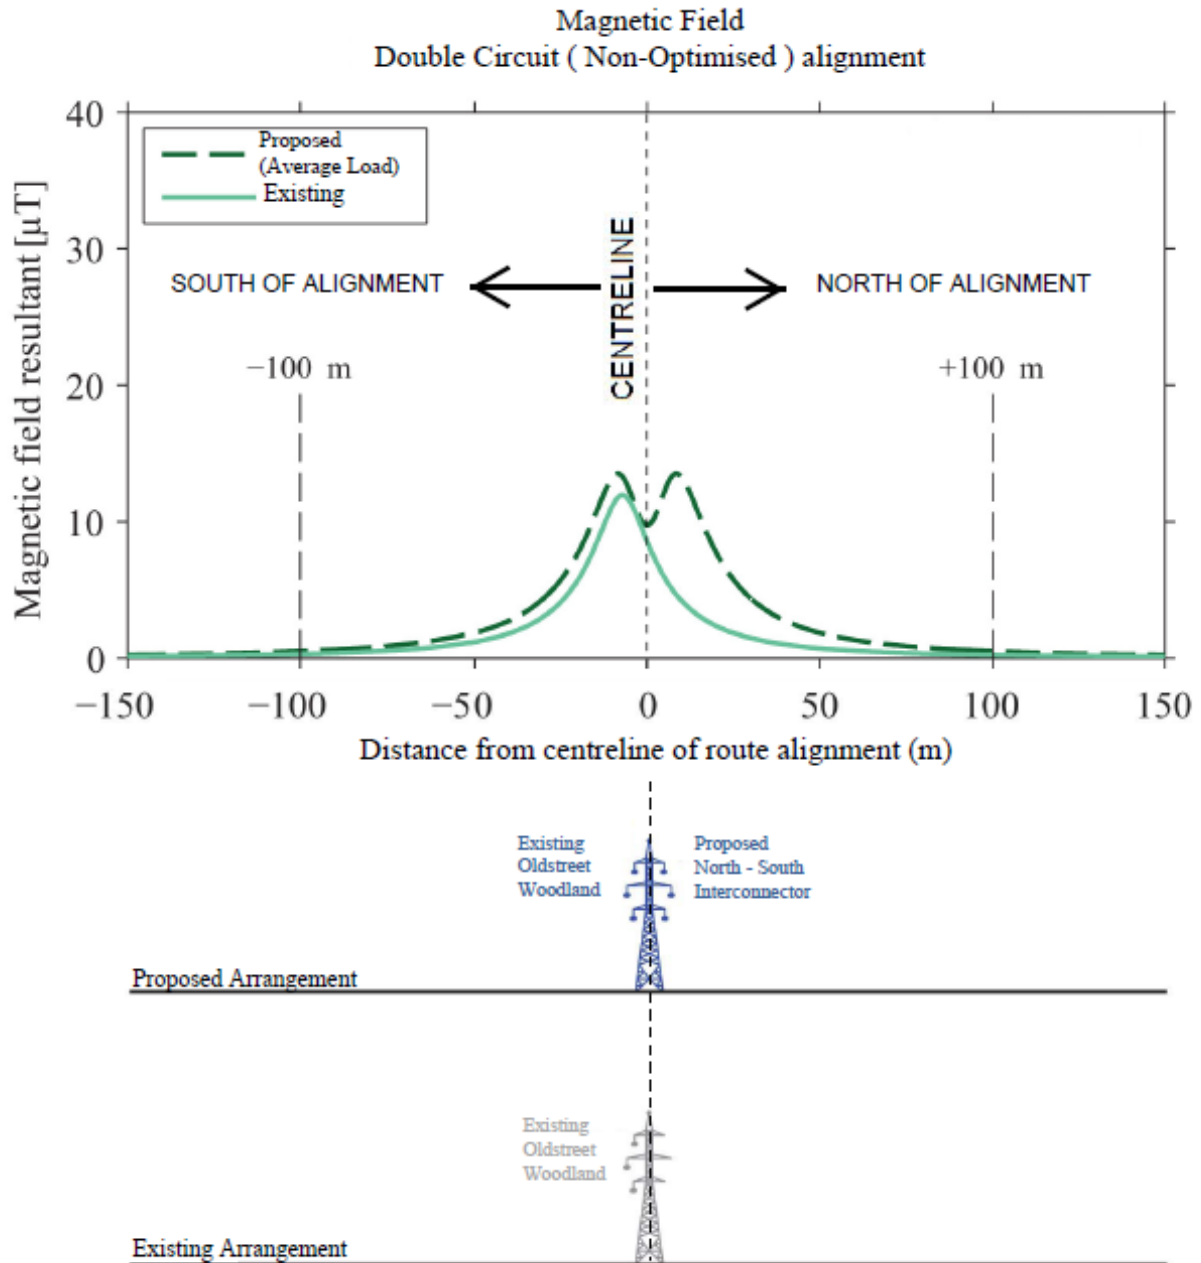 Magnetic Field
Double Circuit ( Non-Optimised ) alignment
Magnetic field resultant [µT]
40
30
20
10
0
Proposed
(Average Load)
Existing
SOUTH OF ALIGNMENT
CENTRELINE
NORTH OF ALIGNMENT
−100 m
+100 m
−150
−100
−50
0
50
100
150
Distance from centreline of route alignment (m)
Existing
Oldstreet
Woodland
Proposed
North - South
Interconnector
Proposed Arrangement
Existing
Oldstreet
Woodland
Existing Arrangement